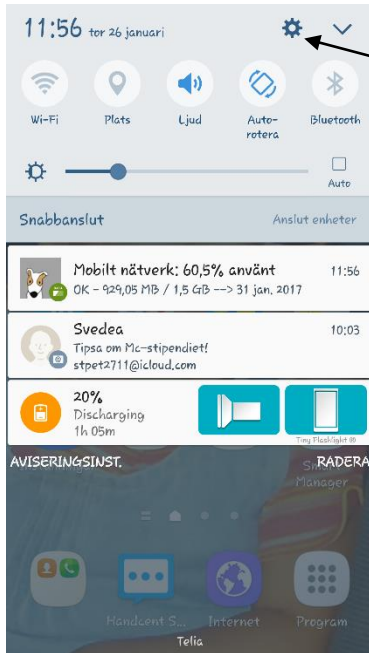 11:56 tor 26 januari
Wi-Fi Plats Ljud Auto- Bluetooth
rotera
Auto
Snabbanslut Anslut enheter
Mobilt nätverk: 60,5% använt 11:56
OK - 929,05 MB / 1,5 GB --> 31 jan. 2017
Svedea 10:03
Tipsa om Mc-stipendiet!
stpet2711@icloud.com
20%
Discharging
1h 05m
Tiny Flashlight ®
AVISERINGSINST. RADERA
Manager
Handcent S... Internet Program
Telia